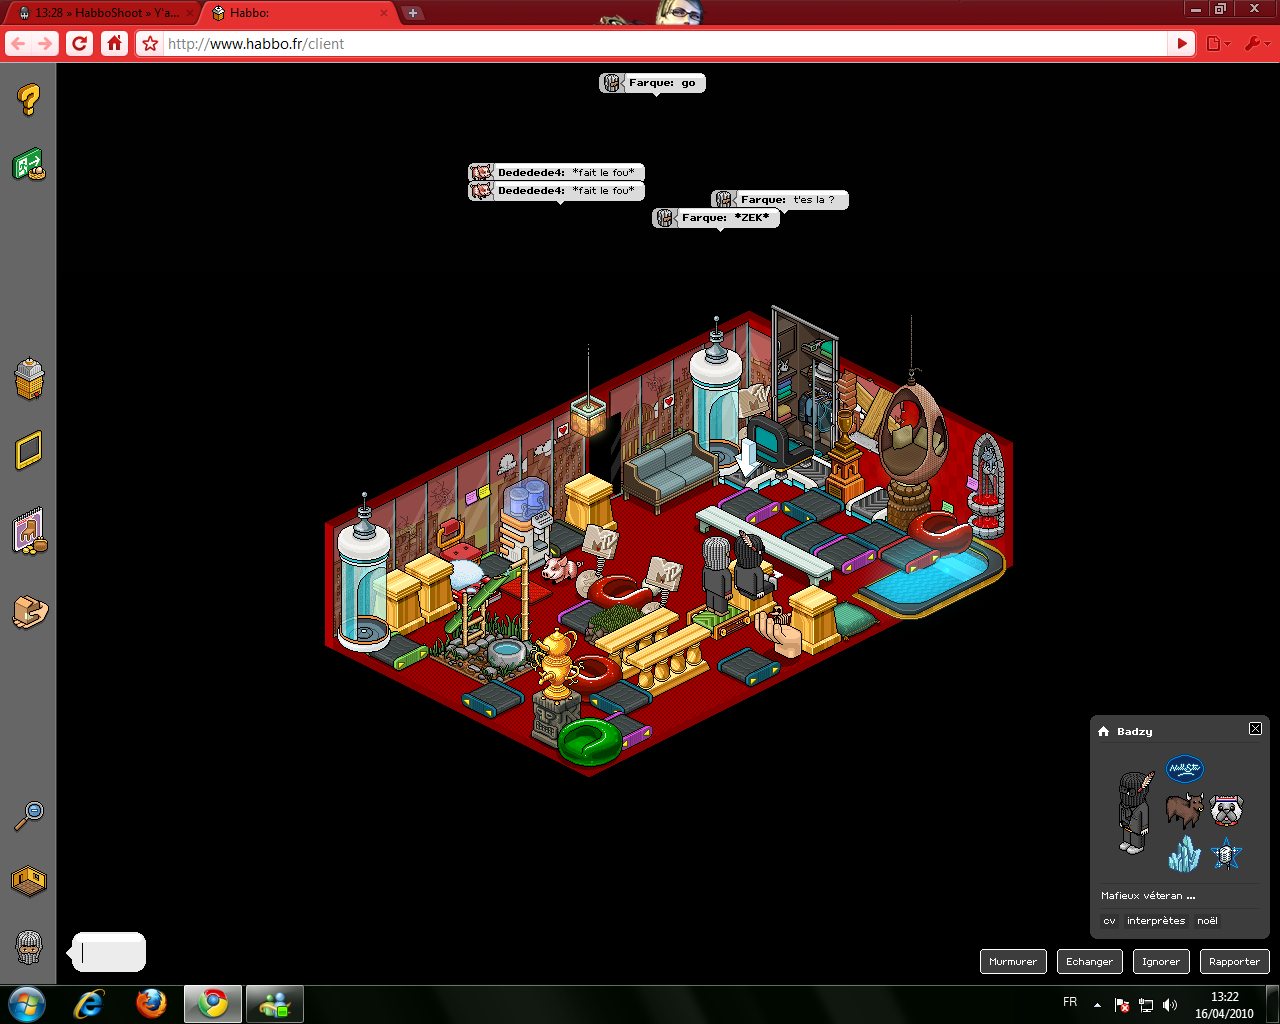 13:28 » HabboShoot » Y'a...
Habbo:
http://www.habbo.fr/client
Farque: go
Dededede4: *fait le fou*
Dededede4: *fait le fou*
Farque: t'es la ?
Farque: *ZEK*
Badzy
Mafieux véteran ...
cv interprètes noël
Murmurer Echanger Ignorer Rapporter
FR
13:22
16/04/2010